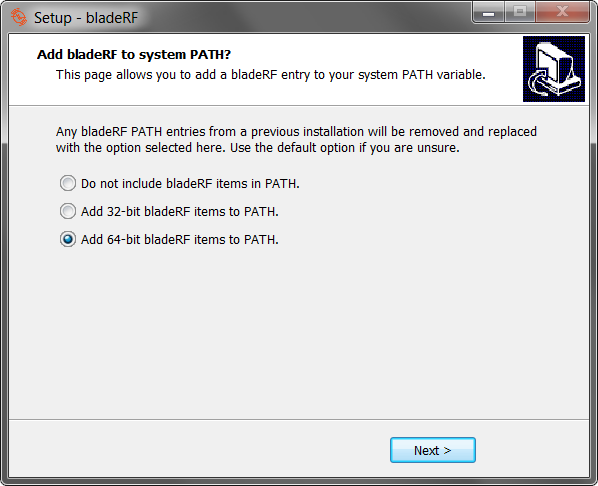 Setup - bladeRF
Add bladeRF to system PATH?
This page allows you to add a bladeRF entry to your system PATH variable.
Any bladeRF PATH entries from a previous installation will be removed and replaced
with the option selected here. Use the default option if you are unsure.
Do not include bladeRF items in PATH.
Add 32-bit bladeRF items to PATH.
Add 64-bit bladeRF items to PATH.
Next >